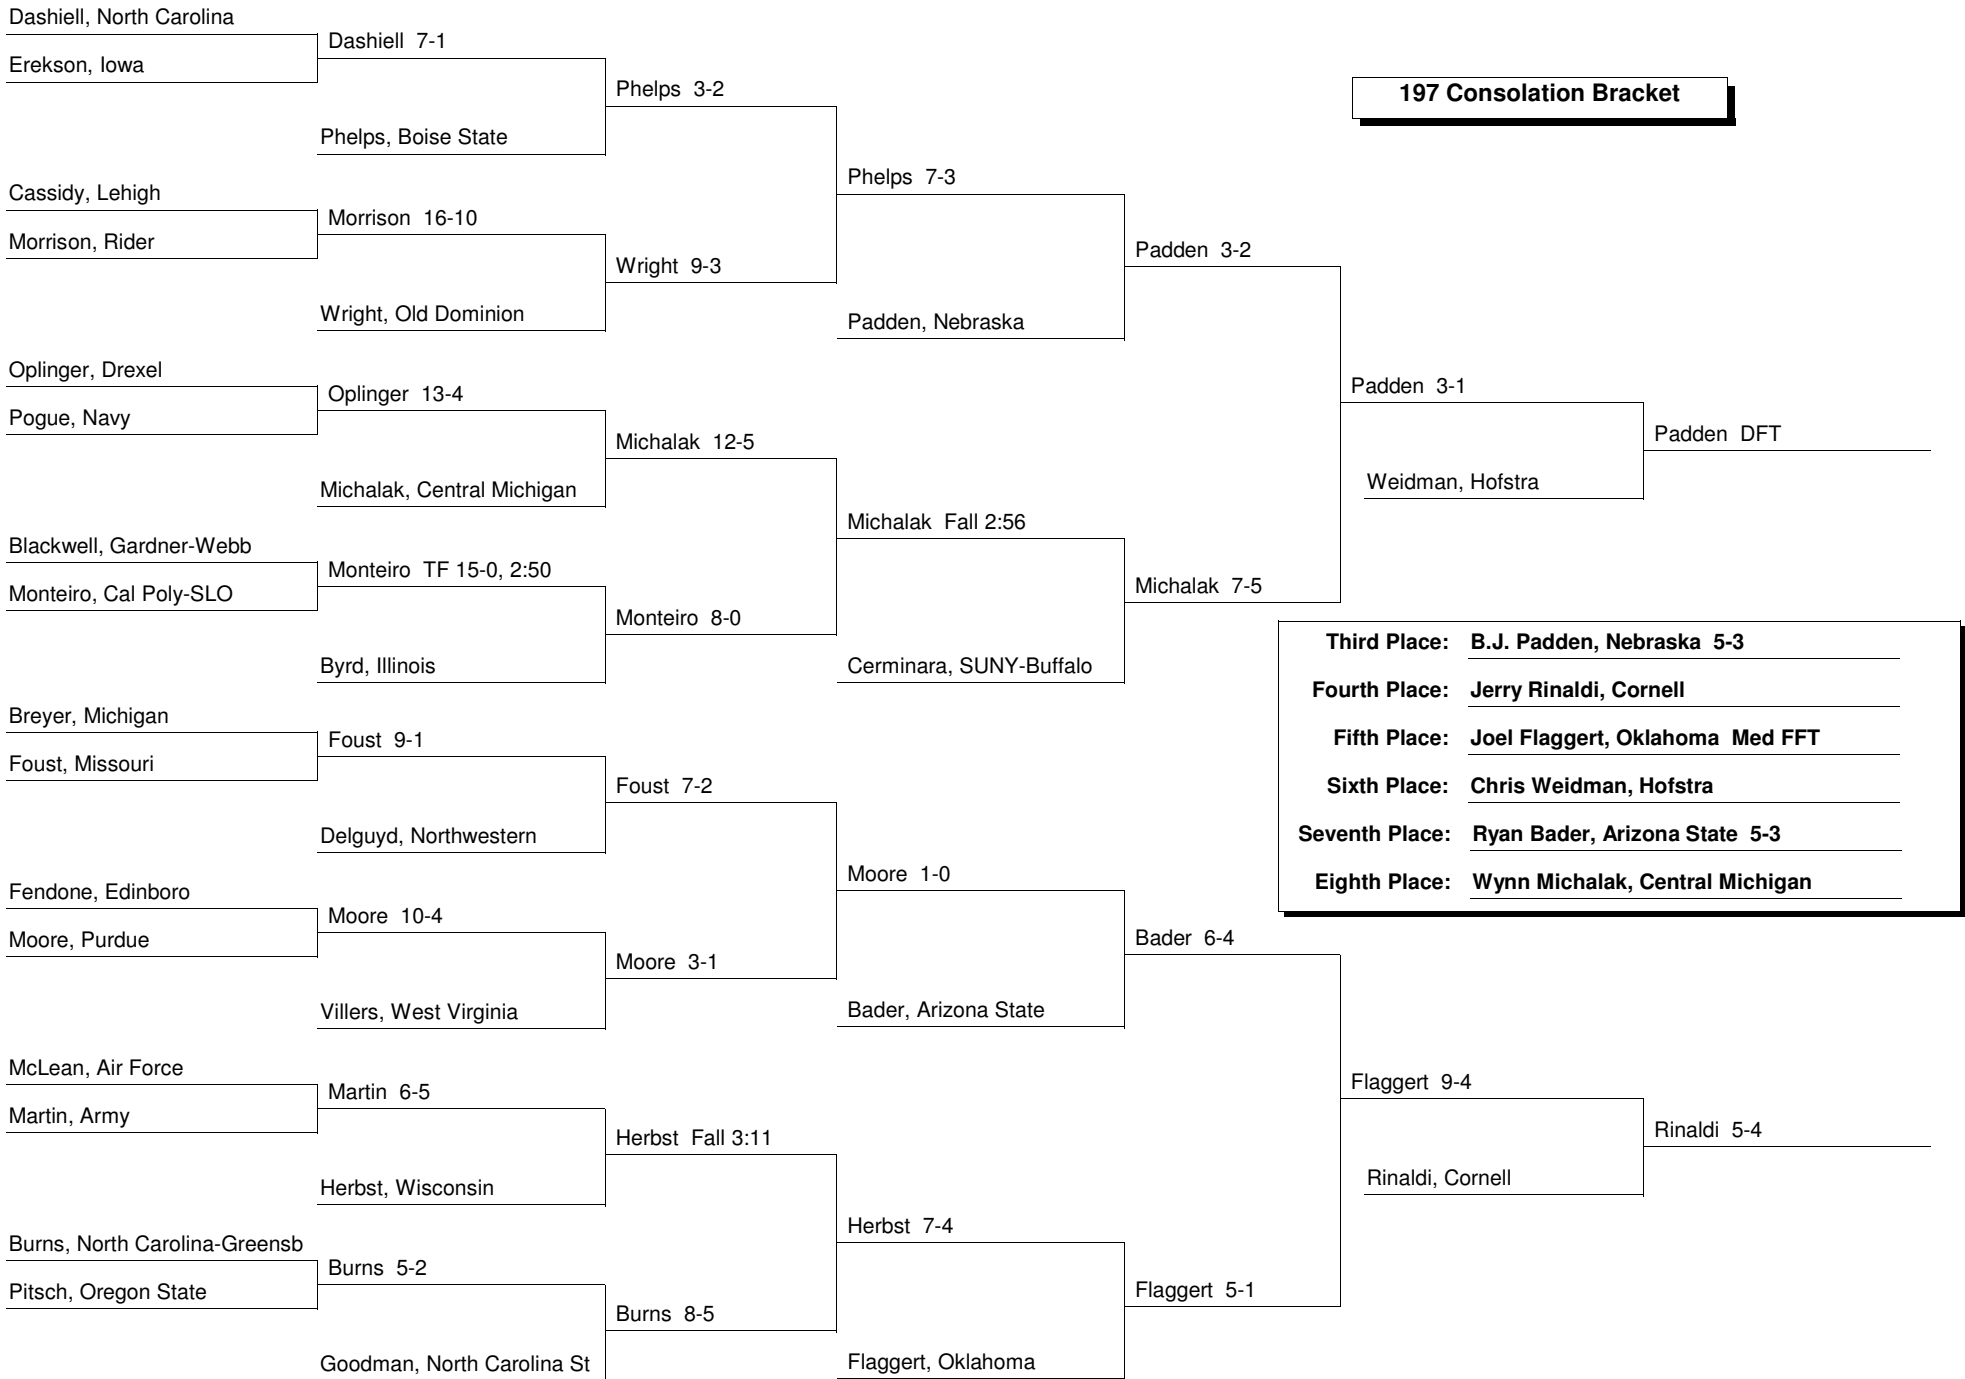 197 Consolation Bracket
Dashiell, North Carolina
Erekson, Iowa
Cassidy, Lehigh
Morrison, Rider
Oplinger, Drexel
Pogue, Navy
Blackwell, Gardner-Webb
Monteiro, Cal Poly-SLO
Breyer, Michigan
Foust, Missouri
Fendone, Edinboro
Moore, Purdue
McLean, Air Force
Martin, Army
Burns, North Carolina-Greensb
Pitsch, Oregon State
Dashiell 7-1
Phelps, Boise State
Morrison 16-10
Wright, Old Dominion
Oplinger 13-4
Michalak, Central Michigan
Monteiro TF 15-0, 2:50
Byrd, Illinois
Foust 9-1
Delguyd, Northwestern
Moore 10-4
Villers, West Virginia
Martin 6-5
Herbst, Wisconsin
Burns 5-2
Goodman, North Carolina St
Phelps 3-2
Wright 9-3
Michalak 12-5
Monteiro 8-0
Foust 7-2
Moore 3-1
Herbst Fall 3:11
Burns 8-5
Phelps 7-3
Padden, Nebraska
Michalak Fall 2:56
Cerminara, SUNY-Buffalo
Moore 1-0
Bader, Arizona State
Herbst 7-4
Flaggert, Oklahoma
Padden 3-2
Michalak 7-5
Bader 6-4
Flaggert 5-1
Padden 3-1
Weidman, Hofstra
Flaggert 9-4
Rinaldi, Cornell
Padden DFT
Rinaldi 5-4
Third Place: B.J. Padden, Nebraska 5-3
Fourth Place: Jerry Rinaldi, Cornell
Fifth Place: Joel Flaggert, Oklahoma Med FFT
Sixth Place: Chris Weidman, Hofstra
Seventh Place: Ryan Bader, Arizona State 5-3
Eighth Place: Wynn Michalak, Central Michigan